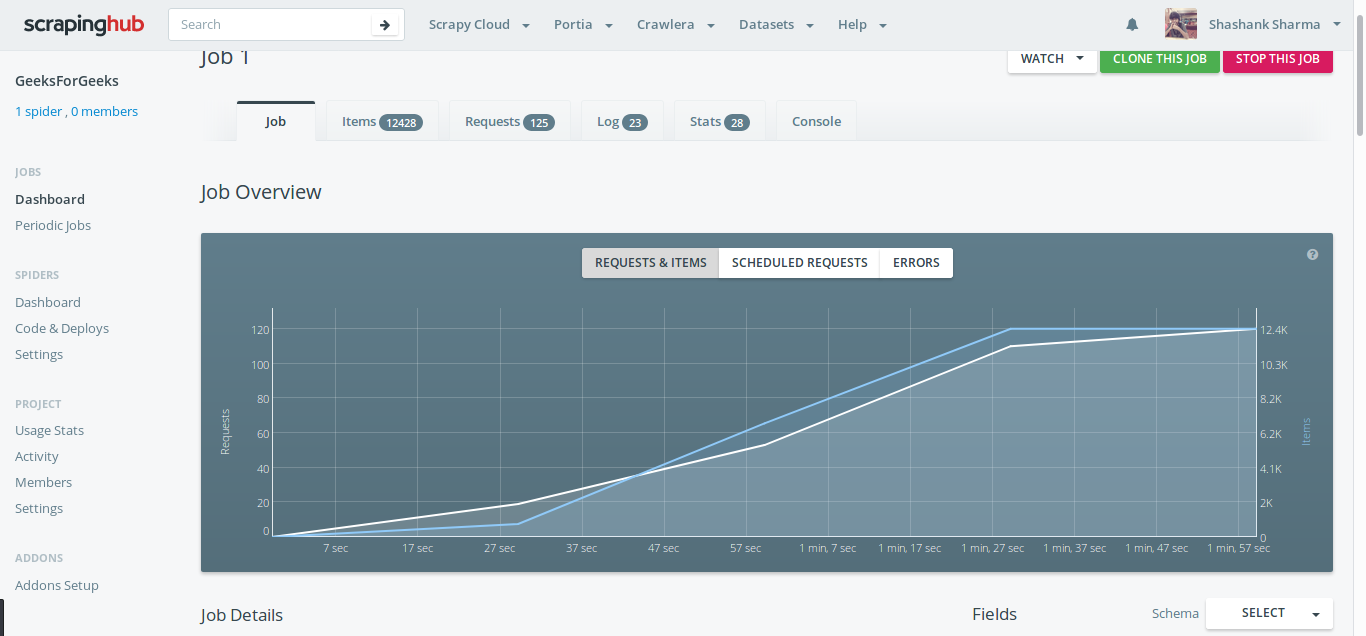 scrapinghub
Search
Scrapy Cloud
Portia
Crawlera
Datasets
Help
Shashank Sharma
GeeksForGeeks
1 spider , 0 members
JOBS
Dashboard
Periodic Jobs
SPIDERS
Dashboard
Code & Deploys
Settings
PROJECT
Usage Stats
Activity
Members
Settings
ADDONS
Addons Setup
Job 1
WATCH
CLONE THIS JOB
STOP THIS JOB
Job
Items 12428
Requests 125
Log 23
Stats 28
Console
Job Overview
REQUESTS & ITEMS
SCHEDULED REQUESTS
ERRORS
?
Requests
120
100
80
60
40
20
0
12.4K
10.3K
8.2K
6.2K
4.1K
2K
0
Items
7 sec
17 sec
27 sec
37 sec
47 sec
57 sec
1 min, 7 sec
1 min, 17 sec
1 min, 27 sec
1 min, 37 sec
1 min, 47 sec
1 min, 57 sec
Job Details
Fields
Schema
SELECT